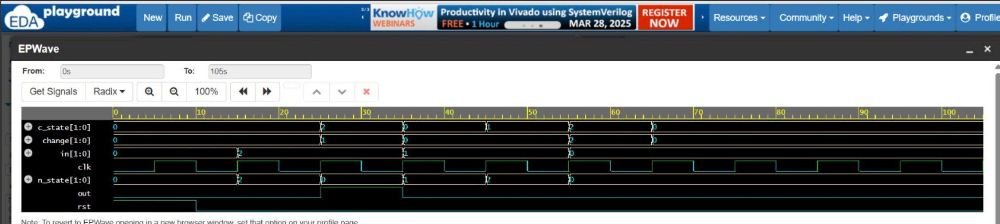 EDA playground
New Run Save Copy
3/3
KnowHow WEBINARS
Productivity in Vivado using SystemVerilog
FREE ▪ 1 Hour MAR 28, 2025
REGISTER NOW
Resources Community Help Playgrounds Profile
EPWave
From: 0s To: 105s
Get Signals Radix 100%
0 10 20 30 40 50 60 70 80 90 100
c_state[1:0] 0 2 0 1 2 0
change[1:0] 0 1 0 2 0
in[1:0] 0 2 1 0
clk
n_state[1:0] 0 2 0 1 2 0
out
rst
Note: To revert to EPWave opening in a new browser window, set that option on your profile page.